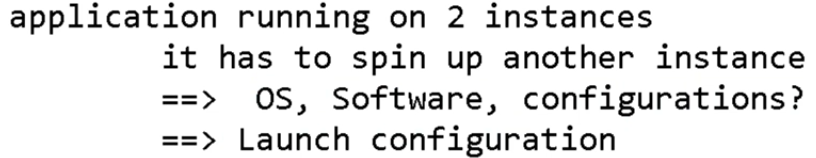 application running on 2 instances
it has to spin up another instance
==> OS, Software, configurations?
==> Launch configuration